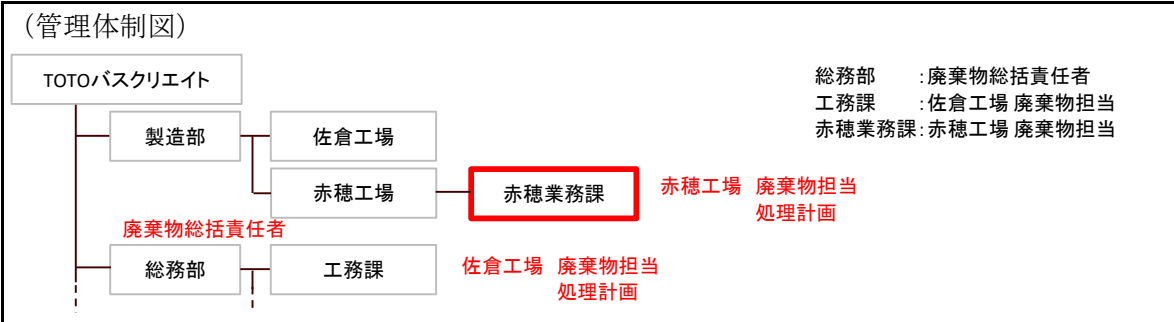 (管理体制図)
TOTOバスクリエイト
総務部　：廃棄物総括責任者
工務課　：佐倉工場 廃棄物担当
赤穂業務課：赤穂工場 廃棄物担当
製造部
佐倉工場
赤穂工場
赤穂業務課
赤穂工場　廃棄物担当
処理計画
廃棄物総括責任者
総務部
工務課
佐倉工場　廃棄物担当
処理計画